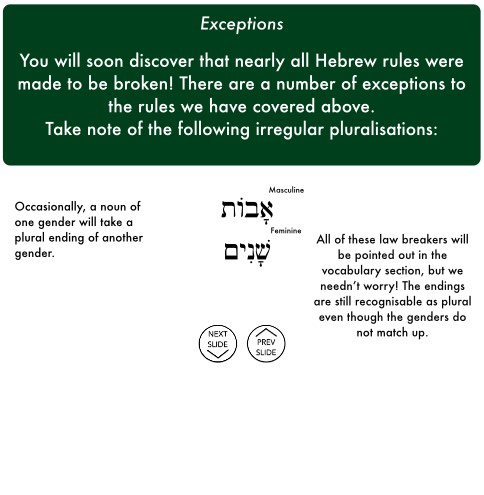 Exceptions
You will soon discover that nearly all Hebrew rules were
made to be broken! There are a number of exceptions to
the rules we have covered above.
Take note of the following irregular pluralisations:
Occasionally, a noun of
one gender will take a
plural ending of another
gender.
Masculine
אָבוֹת
Feminine
שָׁנִים
All of these law breakers will
be pointed out in the
vocabulary section, but we
needn’t worry! The endings
are still recognisable as plural
even though the genders do
not match up.
NEXT
SLIDE
PREV
SLIDE